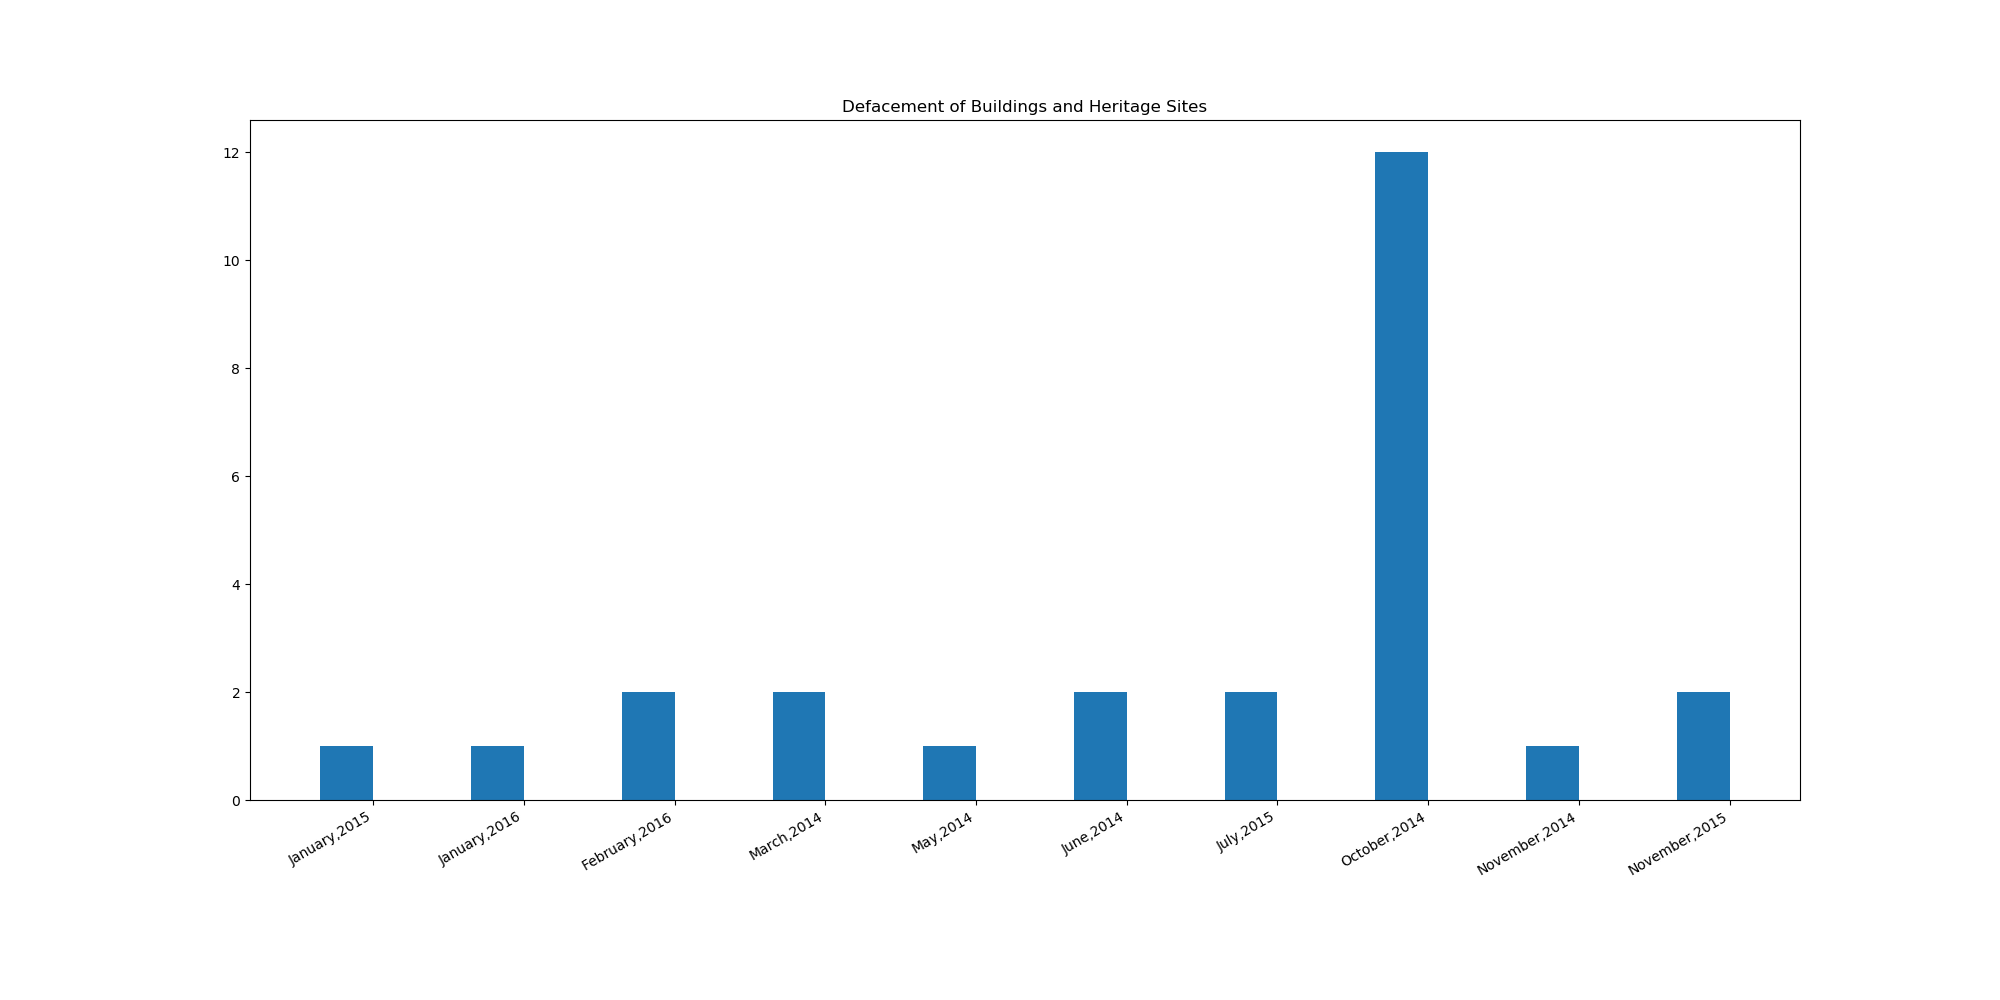 Defacement of Buildings and Heritage Sites
12
10
8
6
4
2
0
January,2015
January,2016
February,2016
March,2014
May,2014
June,2014
July,2015
October,2014
November,2014
November,2015